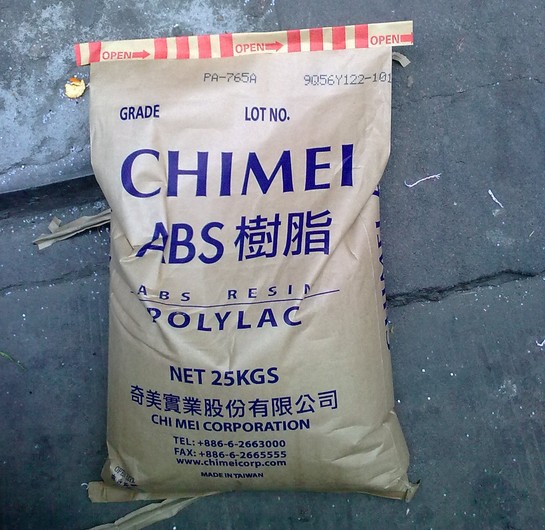 OPEN OPEN OPEN
PA-765A 9Q56Y122-101
GRADE LOT NO.
CHIMEI
ABS 樹脂
ABS RESIN
POLYLAC
NET 25KGS
奇美實業股份有限公司
CHI MEI CORPORATION
TEL: +886-6-2663000
FAX: +886-6-2665555
www.chimeicorp.com
MADE IN TAIWAN
CHIMEI